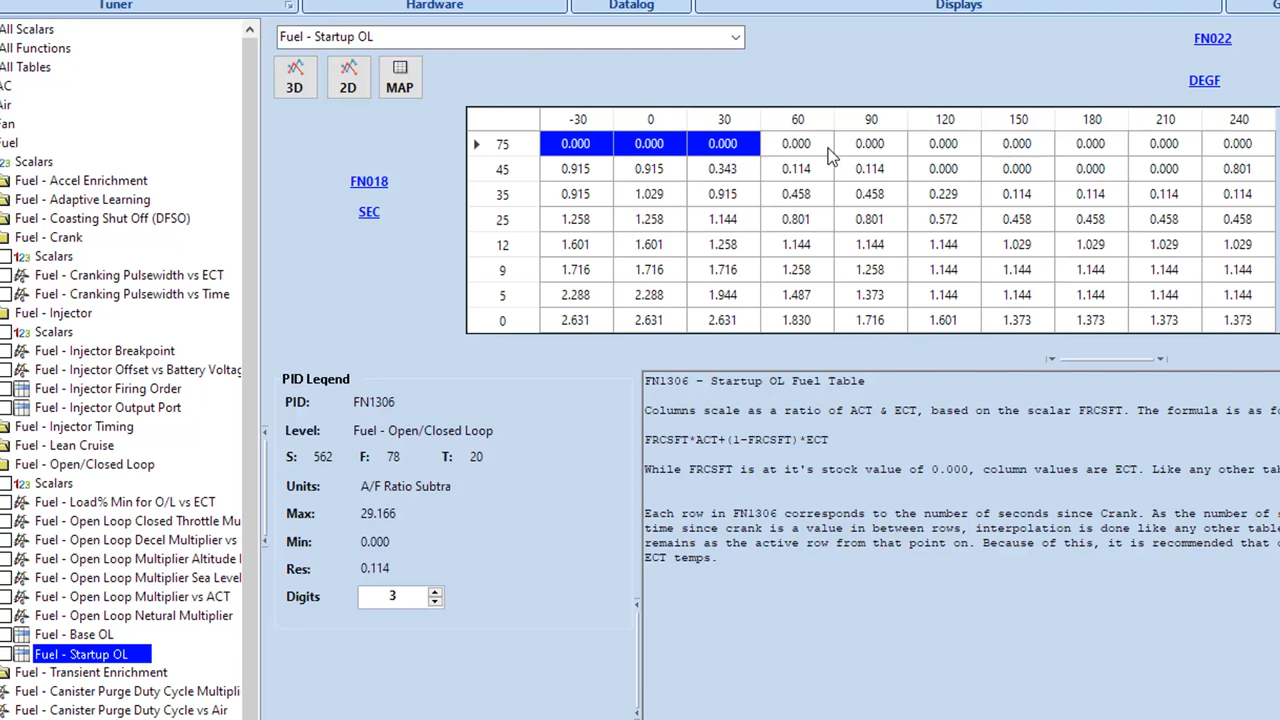 Tuner Hardware Datalog Displays
All Scalars
All Functions
All Tables
AC
Air
Fan
Fuel
123 Scalars
Fuel - Accel Enrichment
Fuel - Adaptive Learning
Fuel - Coasting Shut Off (DFSO)
Fuel - Crank
123 Scalars
Fuel - Cranking Pulsewidth vs ECT
Fuel - Cranking Pulsewidth vs Time
Fuel - Injector
123 Scalars
Fuel - Injector Breakpoint
Fuel - Injector Offset vs Battery Voltag
Fuel - Injector Firing Order
Fuel - Injector Output Port
Fuel - Injector Timing
Fuel - Lean Cruise
Fuel - Open/Closed Loop
123 Scalars
Fuel - Load% Min for O/L vs ECT
Fuel - Open Loop Closed Throttle Mu
Fuel - Open Loop Decel Multiplier vs
Fuel - Open Loop Multiplier Altitude
Fuel - Open Loop Multiplier Sea Level
Fuel - Open Loop Multiplier vs ACT
Fuel - Open Loop Netural Multiplier
Fuel - Base OL
Fuel - Startup OL
Fuel - Transient Enrichment
Fuel - Canister Purge Duty Cycle Multipli
Fuel - Canister Purge Duty Cycle vs Air
Fuel - Startup OL
FN022
3D 2D MAP
DEGF
FN018
SEC
-30 0 30 60 90 120 150 180 210 240
75 0.000 0.000 0.000 0.000 0.000 0.000 0.000 0.000 0.000 0.000
45 0.915 0.915 0.343 0.114 0.114 0.000 0.000 0.000 0.000 0.801
35 0.915 1.029 0.915 0.458 0.458 0.229 0.114 0.114 0.114 0.114
25 1.258 1.258 1.144 0.801 0.801 0.572 0.458 0.458 0.458 0.458
12 1.601 1.601 1.258 1.144 1.144 1.144 1.029 1.029 1.029 1.029
9 1.716 1.716 1.716 1.258 1.258 1.144 1.144 1.144 1.144 1.144
5 2.288 2.288 1.944 1.487 1.373 1.144 1.144 1.144 1.144 1.144
0 2.631 2.631 2.631 1.830 1.716 1.601 1.373 1.373 1.373 1.373
PID Legend
PID: FN1306
Level: Fuel - Open/Closed Loop
S: 562 F: 78 T: 20
Units: A/F Ratio Subtra
Max: 29.166
Min: 0.000
Res: 0.114
Digits 3
FN1306 - Startup OL Fuel Table
Columns scale as a ratio of ACT & ECT, based on the scalar FRCSFT. The formula is as fo
FRCSFT*ACT+(1-FRCSFT)*ECT
While FRCSFT is at it's stock value of 0.000, column values are ECT. Like any other tab
Each row in FN1306 corresponds to the number of seconds since Crank. As the number of s
time since crank is a value in between rows, interpolation is done like any other table
remains as the active row from that point on. Because of this, it is recommended that
ECT temps.